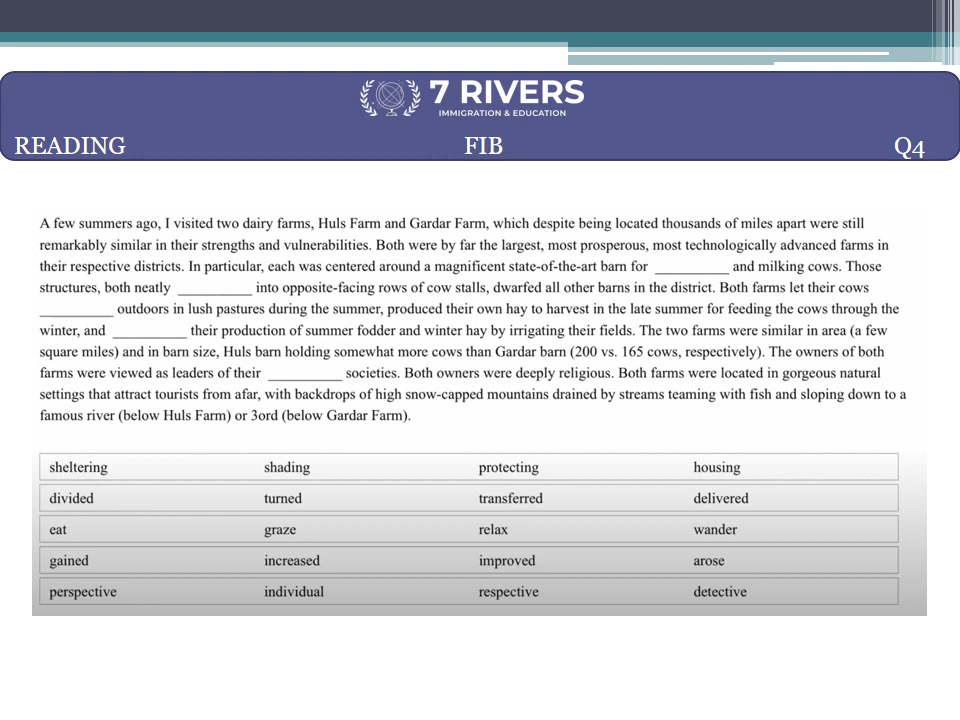 7 RIVERS
IMMIGRATION & EDUCATION
READING FIB Q4
A few summers ago, I visited two dairy farms, Huls Farm and Gardar Farm, which despite being located thousands of miles apart were still
remarkably similar in their strengths and vulnerabilities. Both were by far the largest, most prosperous, most technologically advanced farms in
their respective districts. In particular, each was centered around a magnificent state-of-the-art barn for __________ and milking cows. Those
structures, both neatly __________ into opposite-facing rows of cow stalls, dwarfed all other barns in the district. Both farms let their cows
__________ outdoors in lush pastures during the summer, produced their own hay to harvest in the late summer for feeding the cows through the
winter, and __________ their production of summer fodder and winter hay by irrigating their fields. The two farms were similar in area (a few
square miles) and in barn size, Huls barn holding somewhat more cows than Gardar barn (200 vs. 165 cows, respectively). The owners of both
farms were viewed as leaders of their __________ societies. Both owners were deeply religious. Both farms were located in gorgeous natural
settings that attract tourists from afar, with backdrops of high snow-capped mountains drained by streams teaming with fish and sloping down to a
famous river (below Huls Farm) or 3ord (below Gardar Farm).
sheltering shading protecting housing
divided turned transferred delivered
eat graze relax wander
gained increased improved arose
perspective individual respective detective